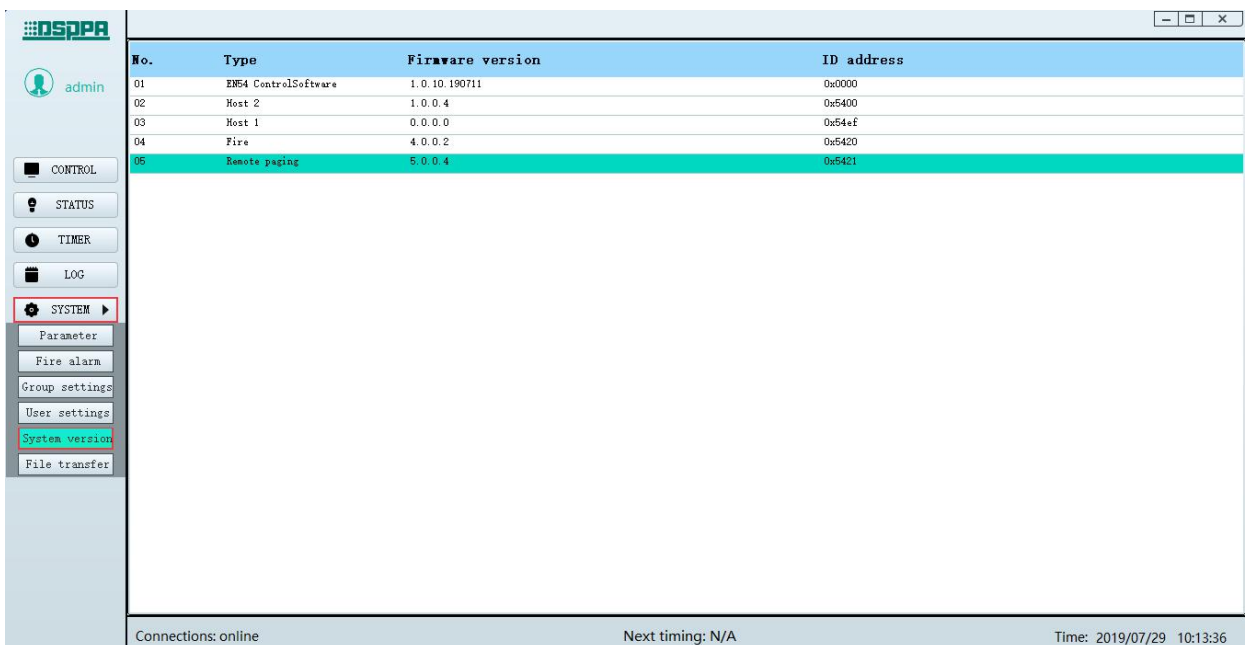 DSPPA
— □ X
No. Type Firmware version ID address
admin
01 EN54 ControlSoftware 1.0.10.190711 0x0000
02 Host 2 1.0.0.4 0x5400
03 Host 1 0.0.0.0 0x54ef
04 Fire 4.0.0.2 0x5420
05 Remote paging 5.0.0.4 0x5421
CONTROL
STATUS
TIMER
LOG
SYSTEM
Parameter
Fire alarm
Group settings
User settings
System version
File transfer
Connections: online Next timing: N/A Time: 2019/07/29 10:13:36